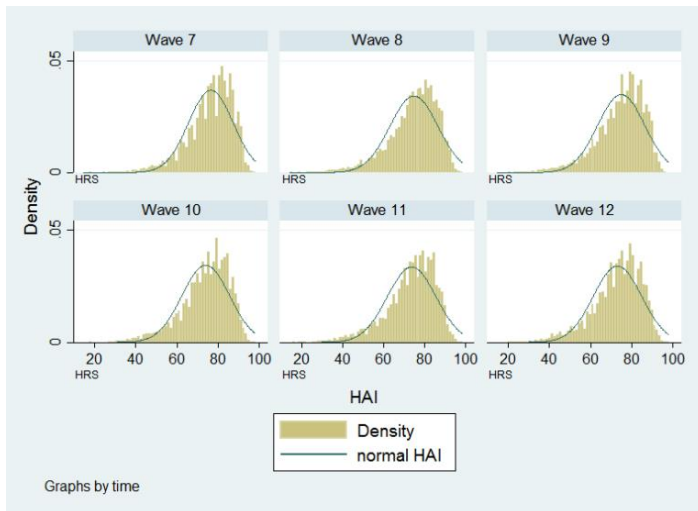 Wave 7 Wave 8 Wave 9
.05
0
HRS HRS HRS
Wave 10 Wave 11 Wave 12
.05
0
20 40 60 80 100 20 40 60 80 100 20 40 60 80 100
HRS HRS HRS
Density
HAI
Density
normal HAI
Graphs by time